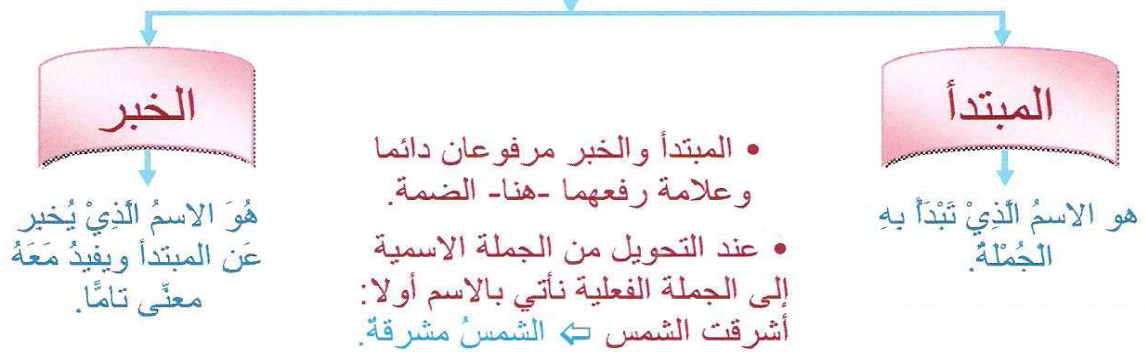 المبتدأ
هو الاسمُ الَّذِيْ تَبْدَأُ بهِ
الْجُمْلَةُ.
• المبتدأ والخبر مرفوعان دائما
وعلامة رفعهما -هنا- الضمة.
• عند التحويل من الجملة الاسمية
إلى الجملة الفعلية نأتي بالاسم أولا:
أشرقت الشمس ⇦ الشمسُ مشرقةٌ.
الخبر
هُوَ الاسمُ الَّذِيْ يُخبر
عَن المبتدأ ويفيدُ مَعَهُ
معنًى تامًّا.